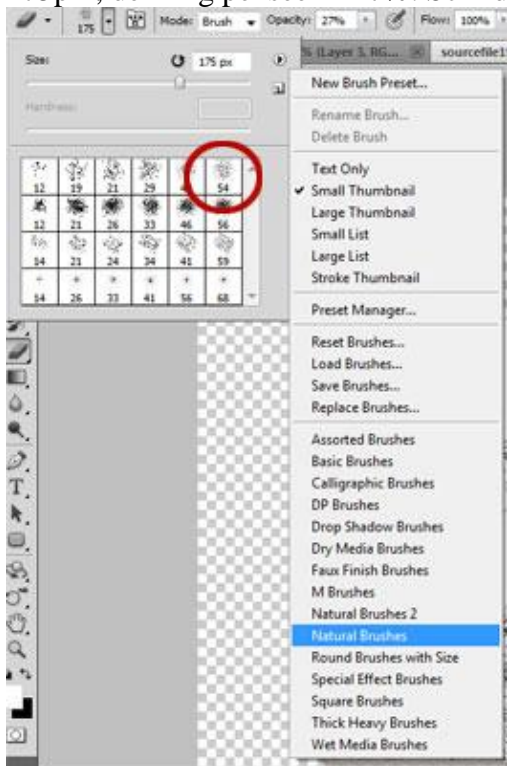 175 Mode: Brush Opacity: 27% Flow: 100%
(Layer 3, RG... sourcefile1
Size: 175 px
Hardness:
12 19 21 29 54
12 21 26 33 46 56
14 21 24 34 41 59
14 26 33 41 56 68
New Brush Preset...
Rename Brush...
Delete Brush
Text Only
Small Thumbnail
Large Thumbnail
Small List
Large List
Stroke Thumbnail
Preset Manager...
Reset Brushes...
Load Brushes...
Save Brushes...
Replace Brushes...
Assorted Brushes
Basic Brushes
Calligraphic Brushes
DP Brushes
Drop Shadow Brushes
Dry Media Brushes
Faux Finish Brushes
M Brushes
Natural Brushes 2
Natural Brushes
Round Brushes with Size
Special Effect Brushes
Square Brushes
Thick Heavy Brushes
Wet Media Brushes